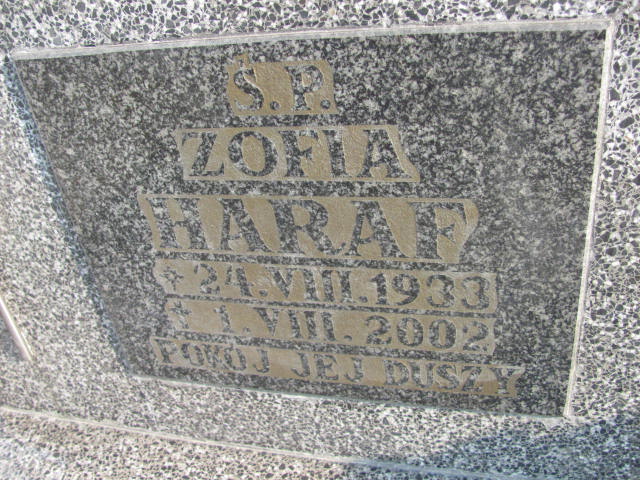 Ś.P.
ZOFIA
HARAF
* 24.VIII.1933
† 1.VIII.2002
POKÓJ JEJ DUSZY